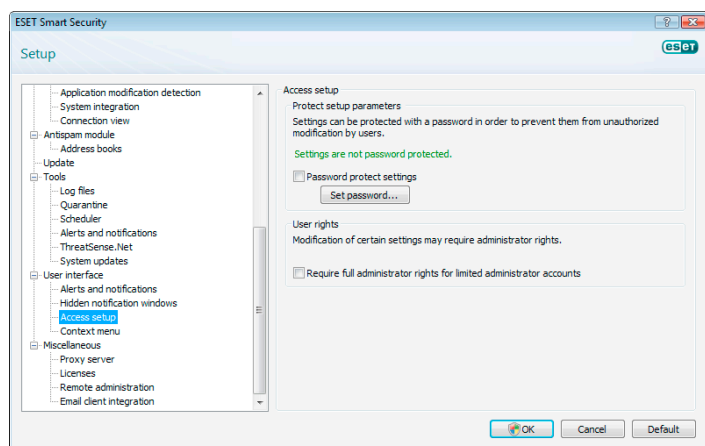 ESET Smart Security
Setup
eset
Application modification detection
System integration
Connection view
Antispam module
Address books
Update
Tools
Log files
Quarantine
Scheduler
Alerts and notifications
ThreatSense.Net
System updates
User interface
Alerts and notifications
Hidden notification windows
Access setup
Context menu
Miscellaneous
Proxy server
Licenses
Remote administration
Email client integration
Access setup
Protect setup parameters
Settings can be protected with a password in order to prevent them from unauthorized
modification by users.
Settings are not password protected.
Password protect settings
Set password...
User rights
Modification of certain settings may require administrator rights.
Require full administrator rights for limited administrator accounts
OK
Cancel
Default